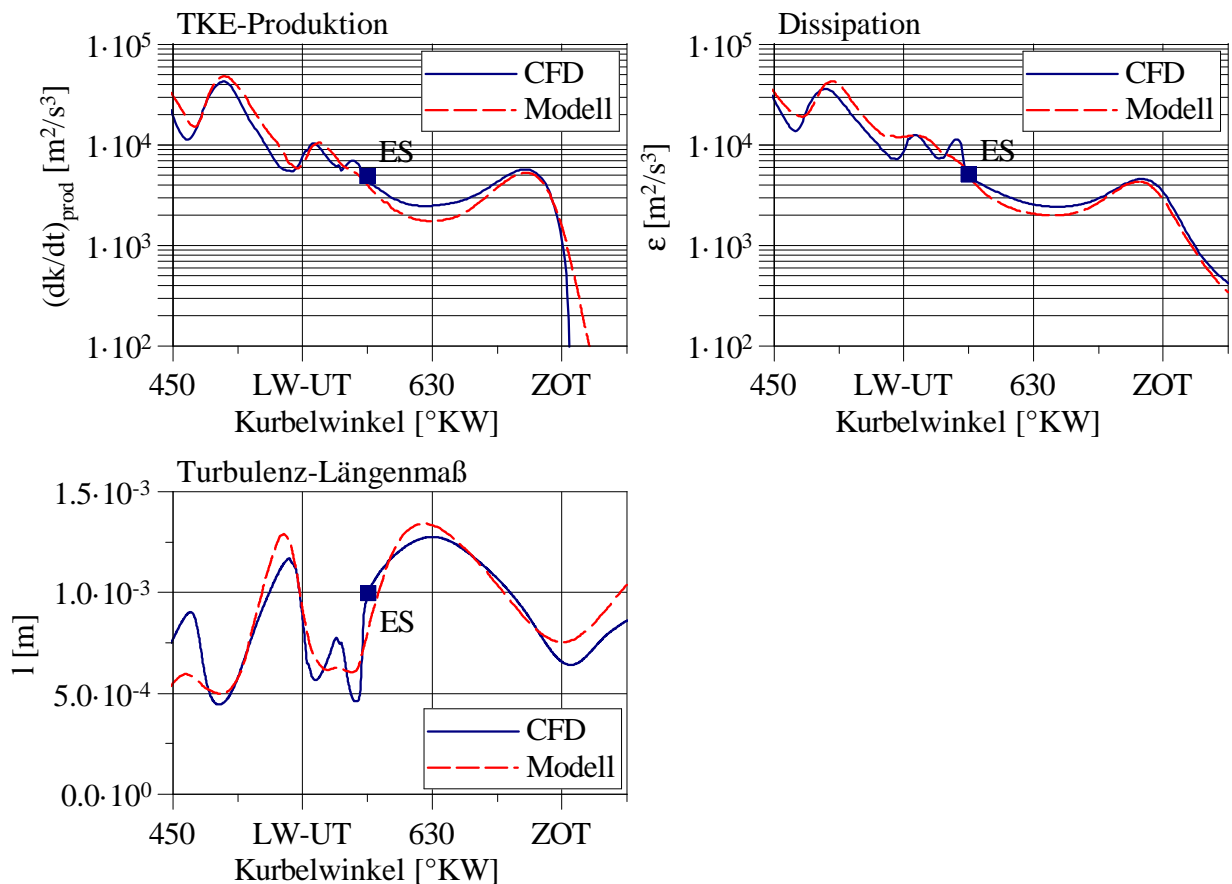 TKE-Produktion
1·10⁵
CFD
Modell
(dk/dt)prod [m²/s³]
1·10⁴
ES
1·10³
1·10²
450 LW-UT 630 ZOT
Kurbelwinkel [°KW]
Dissipation
1·10⁵
CFD
Modell
ε [m²/s³]
1·10⁴
ES
1·10³
1·10²
450 LW-UT 630 ZOT
Kurbelwinkel [°KW]
Turbulenz-Längenmaß
1.5·10⁻³
1.0·10⁻³
ES
l [m]
5.0·10⁻⁴
CFD
Modell
0.0·10⁰
450 LW-UT 630 ZOT
Kurbelwinkel [°KW]